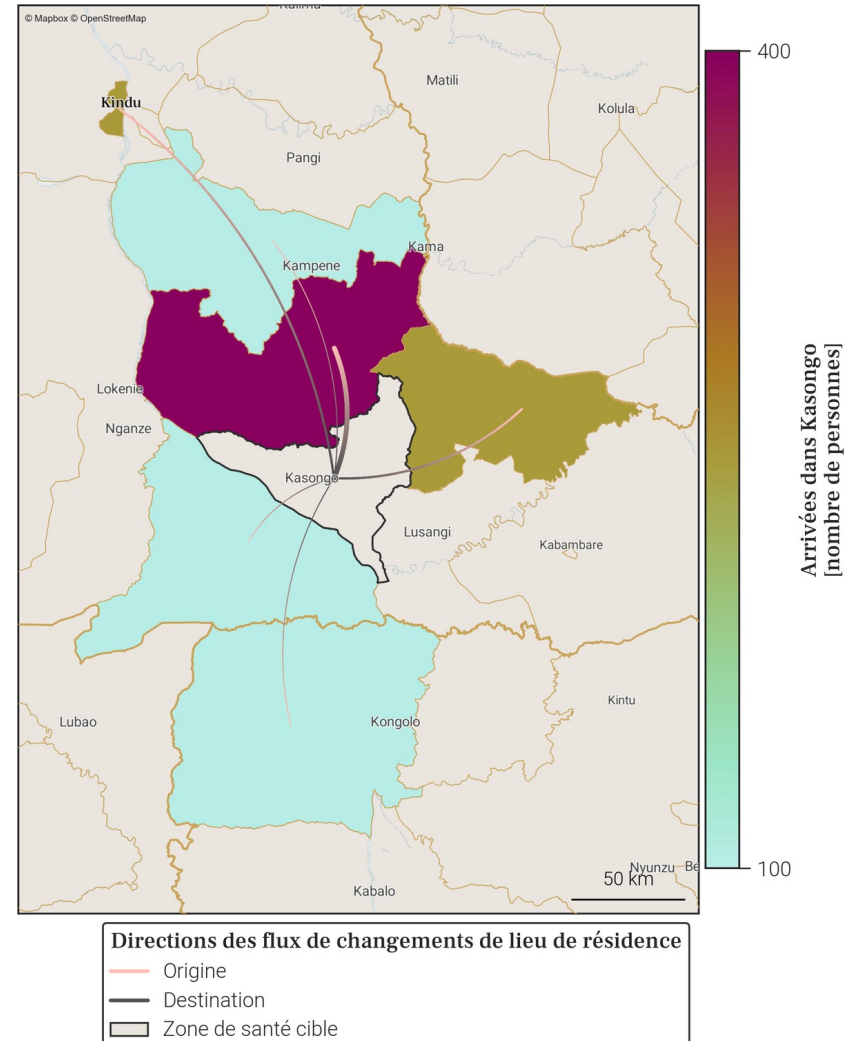 © Mapbox © OpenStreetMap
Kalima
Matili
Kindu
Kolula
Pangi
Kama
Kampene
Lokenie
Nganze
Kasongo
Lusangi
Kabambare
Kintu
Lubao
Kongolo
Nyunzu
Be
50 km
Kabalo
400
Arrivées dans Kasongo
[nombre de personnes]
100
Directions des flux de changements de lieu de résidence
Origine
Destination
Zone de santé cible